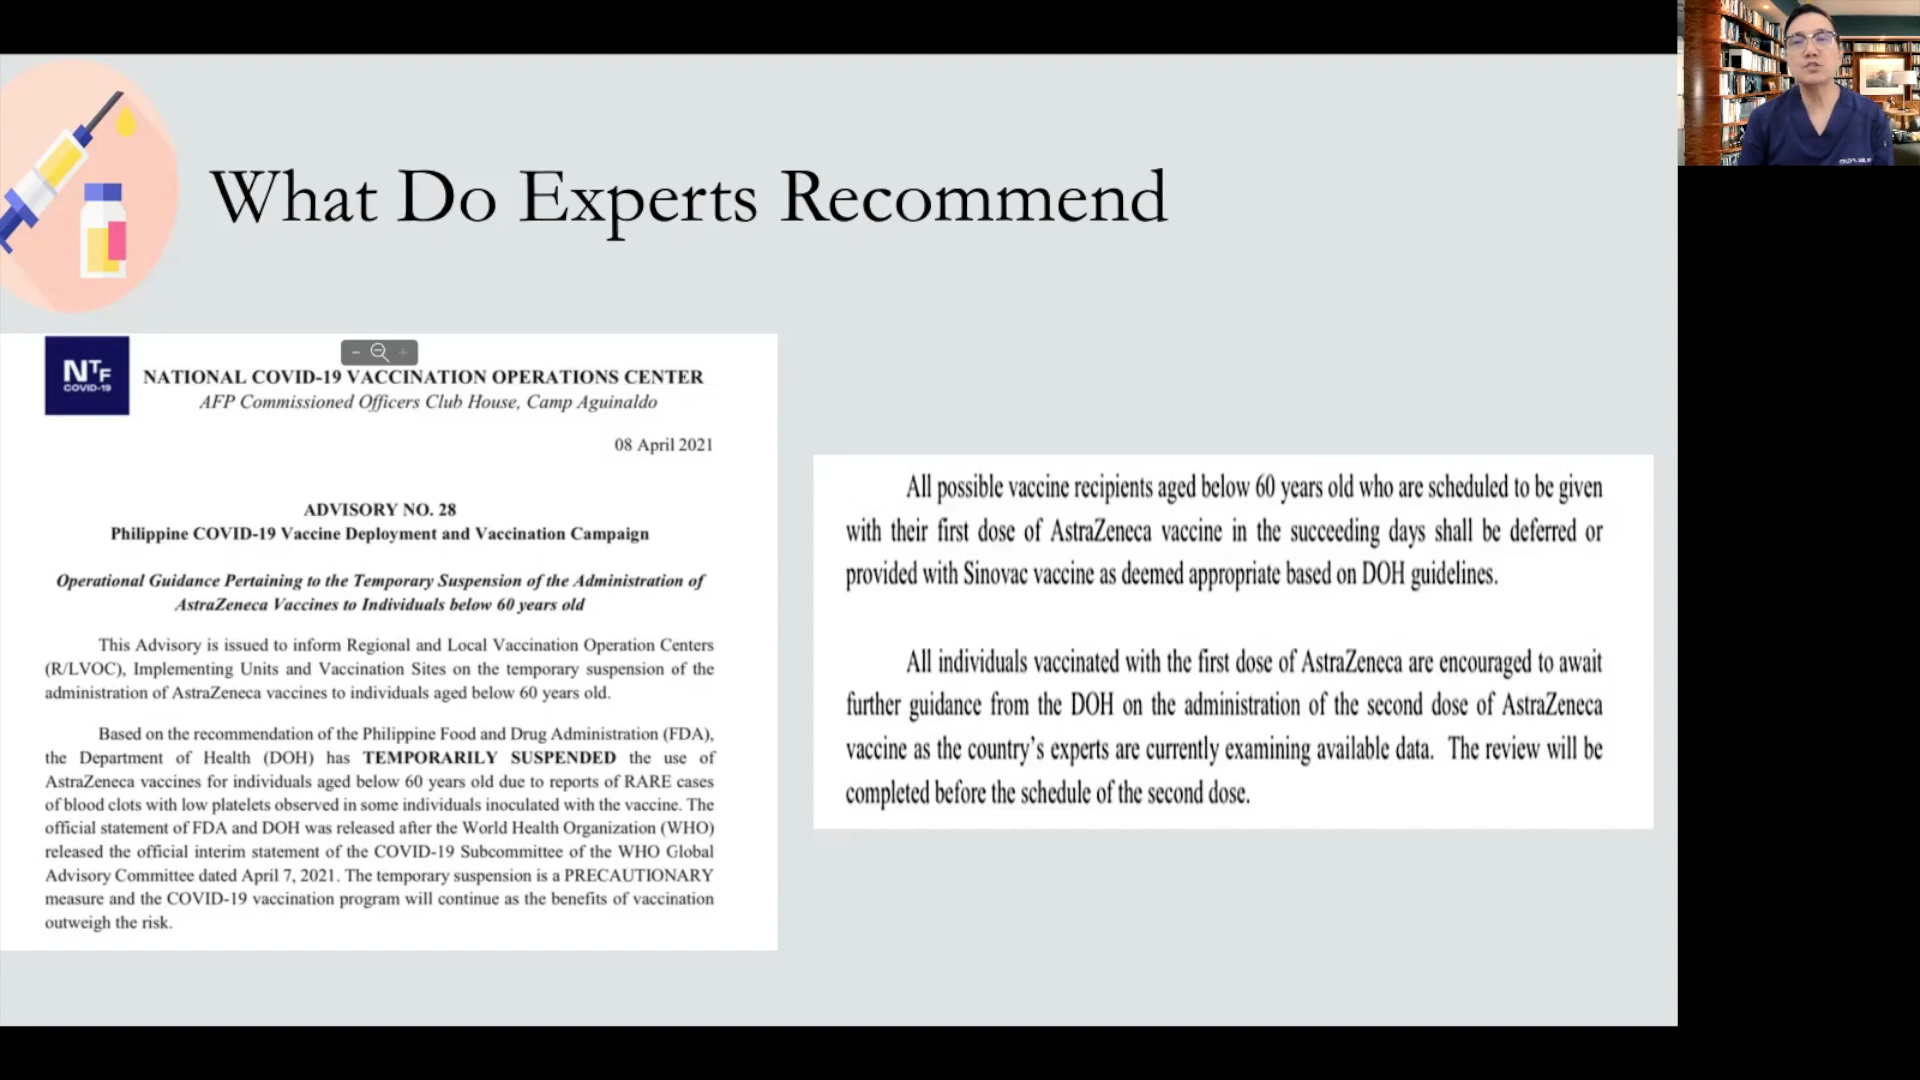 What Do Experts Recommend
NTF
COVID-19
NATIONAL COVID-19 VACCINATION OPERATIONS CENTER
AFP Commissioned Officers Club House, Camp Aguinaldo
08 April 2021
ADVISORY NO. 28
Philippine COVID-19 Vaccine Deployment and Vaccination Campaign
Operational Guidance Pertaining to the Temporary Suspension of the Administration of
AstraZeneca Vaccines to Individuals below 60 years old
This Advisory is issued to inform Regional and Local Vaccination Operation Centers
(R/LVOC), Implementing Units and Vaccination Sites on the temporary suspension of the
administration of AstraZeneca vaccines to individuals aged below 60 years old.
Based on the recommendation of the Philippine Food and Drug Administration (FDA),
the Department of Health (DOH) has TEMPORARILY SUSPENDED the use of
AstraZeneca vaccines for individuals aged below 60 years old due to reports of RARE cases
of blood clots with low platelets observed in some individuals inoculated with the vaccine. The
official statement of FDA and DOH was released after the World Health Organization (WHO)
released the official interim statement of the COVID-19 Subcommittee of the WHO Global
Advisory Committee dated April 7, 2021. The temporary suspension is a PRECAUTIONARY
measure and the COVID-19 vaccination program will continue as the benefits of vaccination
outweigh the risk.
All possible vaccine recipients aged below 60 years old who are scheduled to be given
with their first dose of AstraZeneca vaccine in the succeeding days shall be deferred or
provided with Sinovac vaccine as deemed appropriate based on DOH guidelines.
All individuals vaccinated with the first dose of AstraZeneca are encouraged to await
further guidance from the DOH on the administration of the second dose of AstraZeneca
vaccine as the country's experts are currently examining available data. The review will be
completed before the schedule of the second dose.